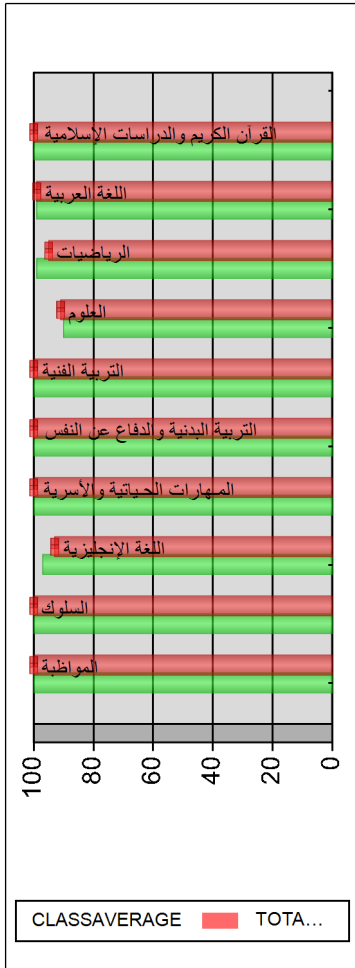 القرآن الكريم والدراسات الإسلامية
اللغة العربية
الرياضيات
العلوم
التربية الفنية
التربية البدنية والدفاع عن النفس
المهارات الحياتية والأسرية
اللغة الإنجليزية
السلوك
المواظبة
100 80 60 40 20 0
CLASSAVERAGE TOTA...